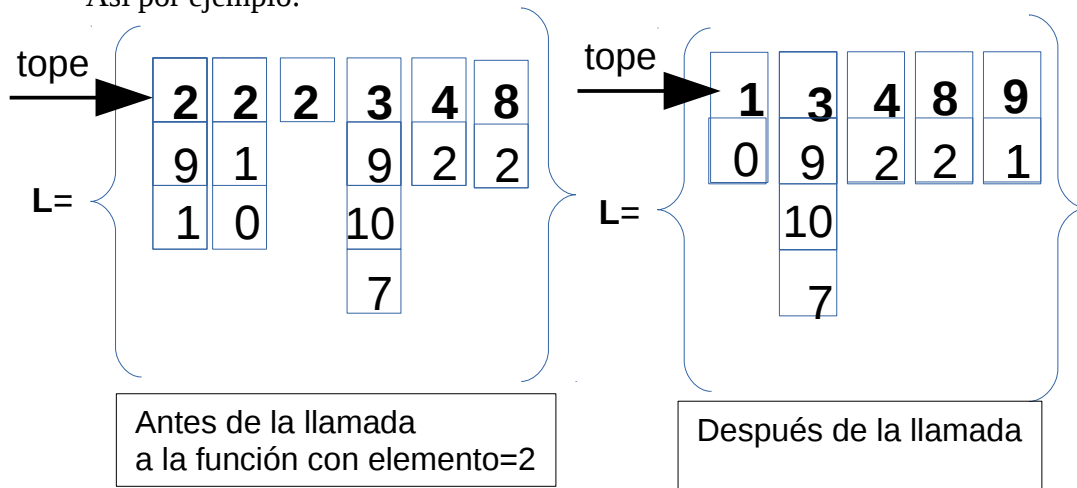 Así por ejemplo:
tope
2 2 2 3 4 8
9 1 9 2 2
L=
1 0 10
7
Antes de la llamada
a la función con elemento=2
tope
1 3 4 8 9
0 9 2 2 1
L=
10
7
Después de la llamada